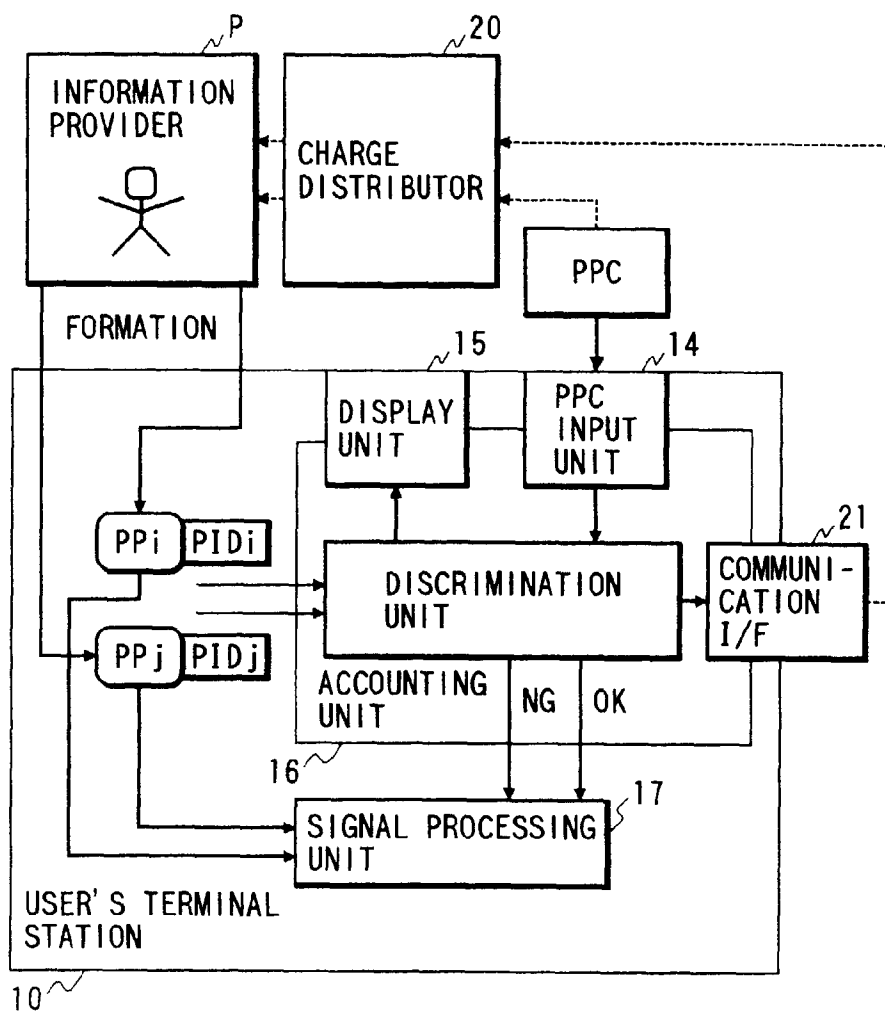 P
20
INFORMATION
PROVIDER
CHARGE
DISTRIBUTOR
PPC
FORMATION
15
14
DISPLAY
UNIT
PPC
INPUT
UNIT
21
PPi
PIDi
DISCRIMINATION
UNIT
COMMUNI-
CATION
I/F
PPj
PIDj
ACCOUNTING
UNIT
NG
OK
16
17
SIGNAL PROCESSING
UNIT
USER'S TERMINAL
STATION
10